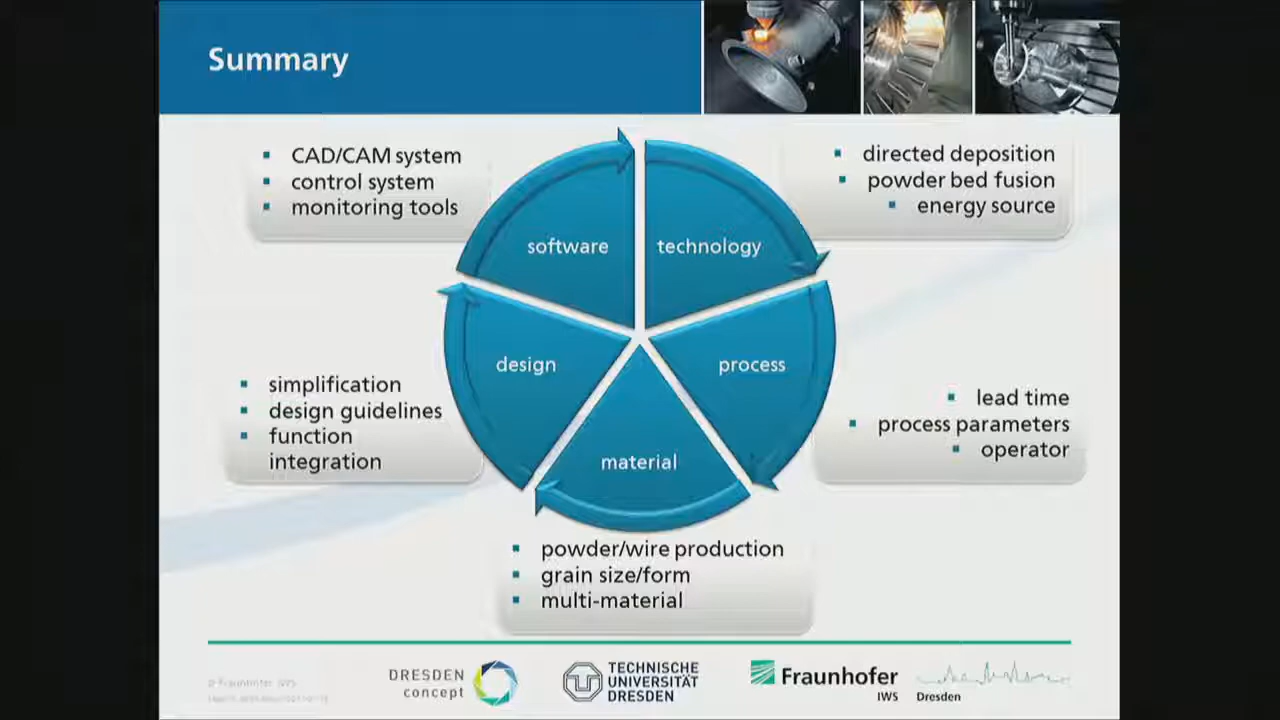 Summary
CAD/CAM system
control system
monitoring tools
directed deposition
powder bed fusion
energy source
software
technology
design
process
material
simplification
design guidelines
function
integration
lead time
process parameters
operator
powder/wire production
grain size/form
multi-material
DRESDEN
concept
TECHNISCHE
UNIVERSITÄT
DRESDEN
Fraunhofer
IWS
Dresden
© Fraunhofer IWS